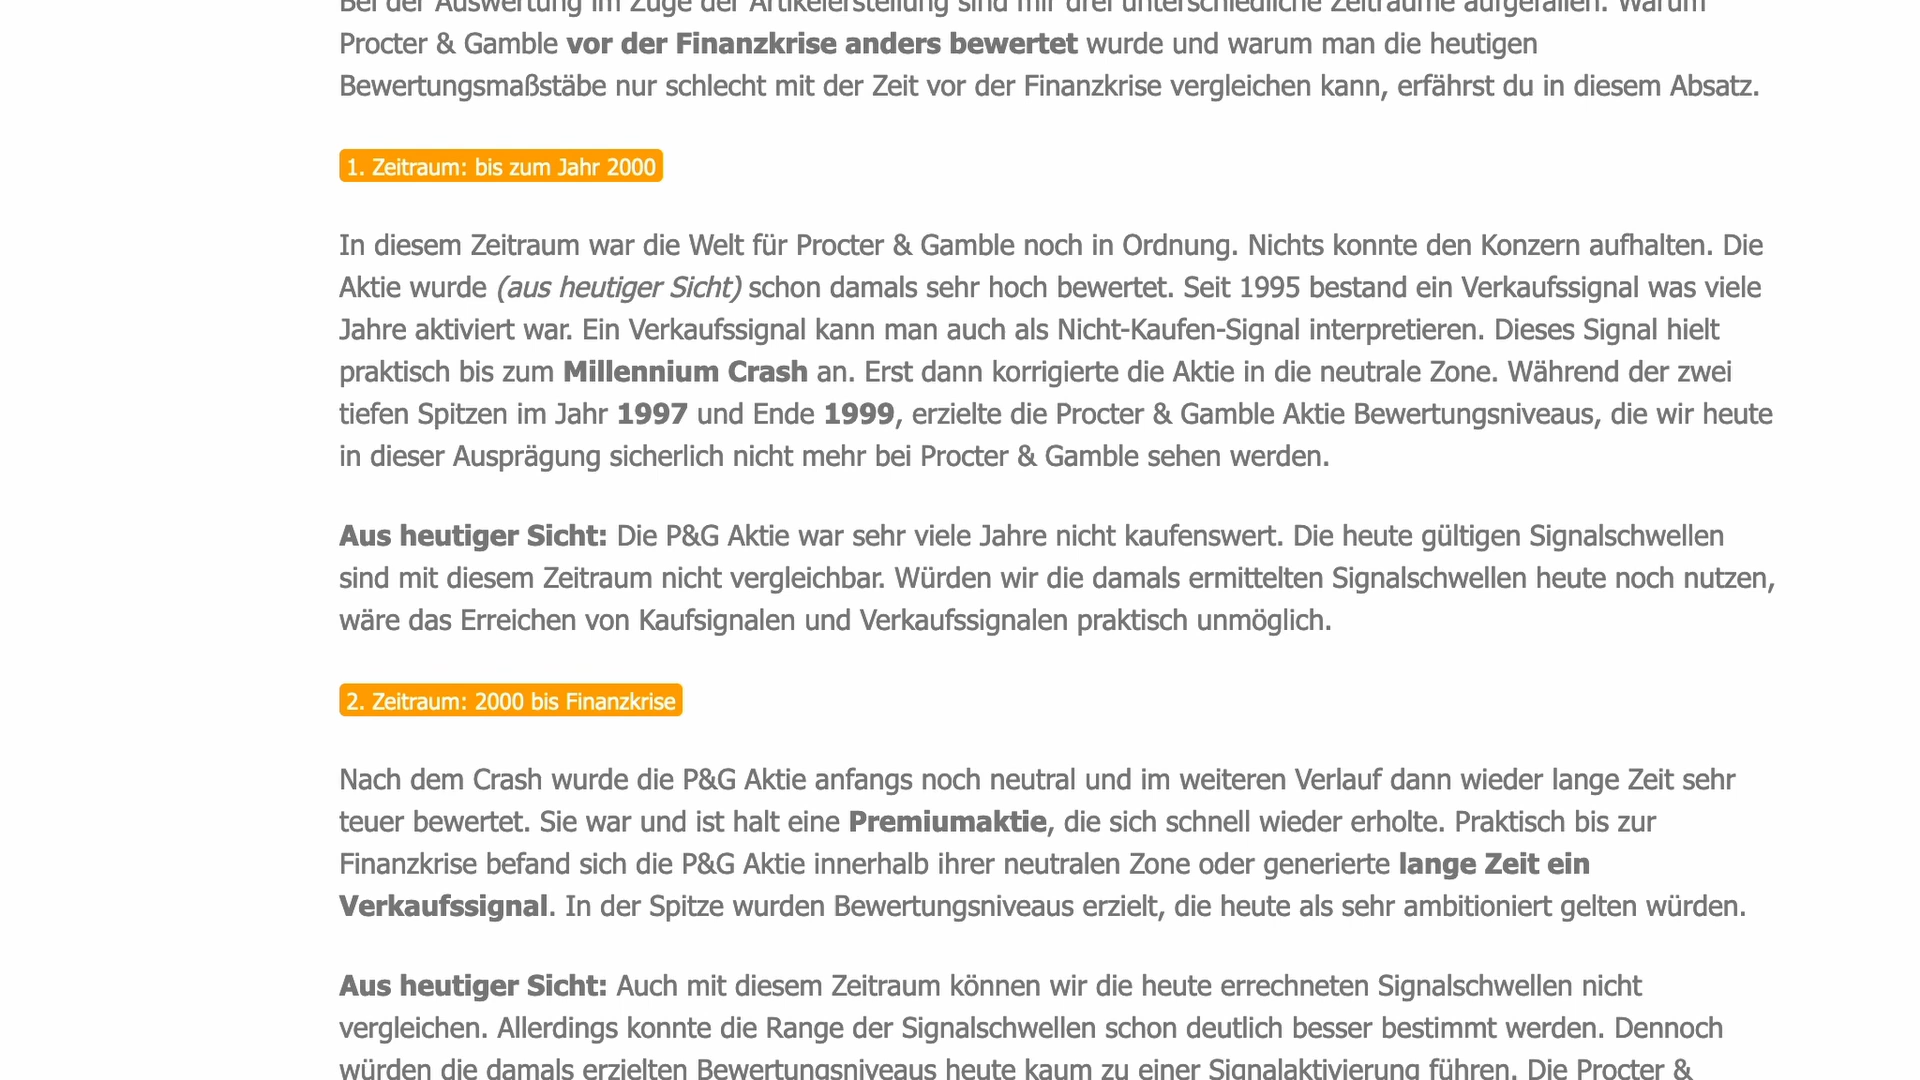 Bei der Auswertung im Zuge der Artikelerstellung sind mir drei unterschiedliche Zeiträume aufgefallen. Warum
Procter & Gamble vor der Finanzkrise anders bewertet wurde und warum man die heutigen
Bewertungsmaßstäbe nur schlecht mit der Zeit vor der Finanzkrise vergleichen kann, erfährst du in diesem Absatz.
1. Zeitraum: bis zum Jahr 2000
In diesem Zeitraum war die Welt für Procter & Gamble noch in Ordnung. Nichts konnte den Konzern aufhalten. Die
Aktie wurde (aus heutiger Sicht) schon damals sehr hoch bewertet. Seit 1995 bestand ein Verkaufssignal was viele
Jahre aktiviert war. Ein Verkaufssignal kann man auch als Nicht-Kaufen-Signal interpretieren. Dieses Signal hielt
praktisch bis zum Millennium Crash an. Erst dann korrigierte die Aktie in die neutrale Zone. Während der zwei
tiefen Spitzen im Jahr 1997 und Ende 1999, erzielte die Procter & Gamble Aktie Bewertungsniveaus, die wir heute
in dieser Ausprägung sicherlich nicht mehr bei Procter & Gamble sehen werden.
Aus heutiger Sicht: Die P&G Aktie war sehr viele Jahre nicht kaufenswert. Die heute gültigen Signalschwellen
sind mit diesem Zeitraum nicht vergleichbar. Würden wir die damals ermittelten Signalschwellen heute noch nutzen,
wäre das Erreichen von Kaufsignalen und Verkaufssignalen praktisch unmöglich.
2. Zeitraum: 2000 bis Finanzkrise
Nach dem Crash wurde die P&G Aktie anfangs noch neutral und im weiteren Verlauf dann wieder lange Zeit sehr
teuer bewertet. Sie war und ist halt eine Premiumaktie, die sich schnell wieder erholte. Praktisch bis zur
Finanzkrise befand sich die P&G Aktie innerhalb ihrer neutralen Zone oder generierte lange Zeit ein
Verkaufssignal. In der Spitze wurden Bewertungsniveaus erzielt, die heute als sehr ambitioniert gelten würden.
Aus heutiger Sicht: Auch mit diesem Zeitraum können wir die heute errechneten Signalschwellen nicht
vergleichen. Allerdings konnte die Range der Signalschwellen schon deutlich besser bestimmt werden. Dennoch
würden die damals erzielten Bewertungsniveaus heute kaum zu einer Signalaktivierung führen. Die Procter &